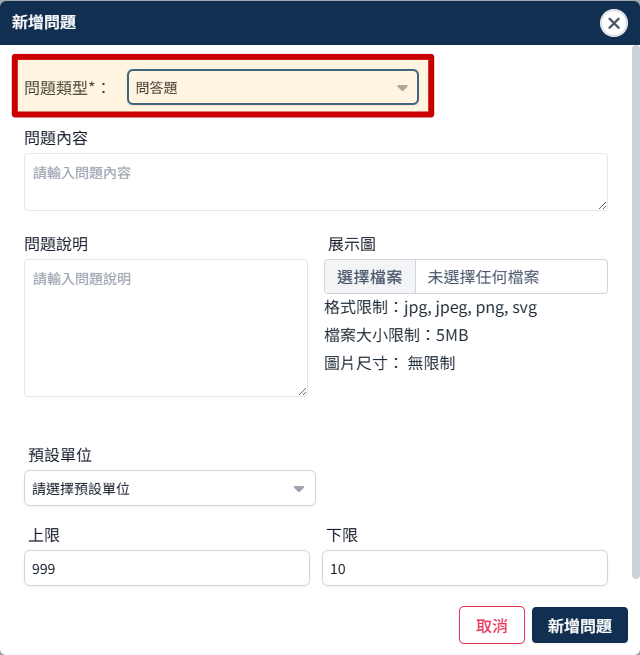 新增問題
問題類型*：
問答題
問題內容
請輸入問題內容
問題說明
展示圖
請輸入問題說明
選擇檔案
未選擇任何檔案
格式限制：jpg, jpeg, png, svg
檔案大小限制：5MB
圖片尺寸： 無限制
預設單位
請選擇預設單位
上限
下限
999
10
取消
新增問題